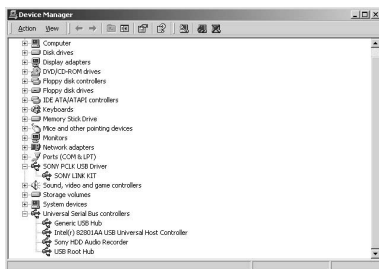 Device Manager
Action View
Computer
Disk drives
Display adapters
DVD/CD-ROM drives
Floppy disk controllers
Floppy disk drives
IDE ATA/ATAPI controllers
Keyboards
Memory Stick Drive
Mice and other pointing devices
Monitors
Network adapters
Ports (COM & LPT)
SONY PCLK USB Driver
SONY LINK KIT
Sound, video and game controllers
Storage volumes
System devices
Universal Serial Bus controllers
Generic USB Hub
Intel(r) 82801AA USB Universal Host Controller
Sony HDD Audio Recorder
USB Root Hub